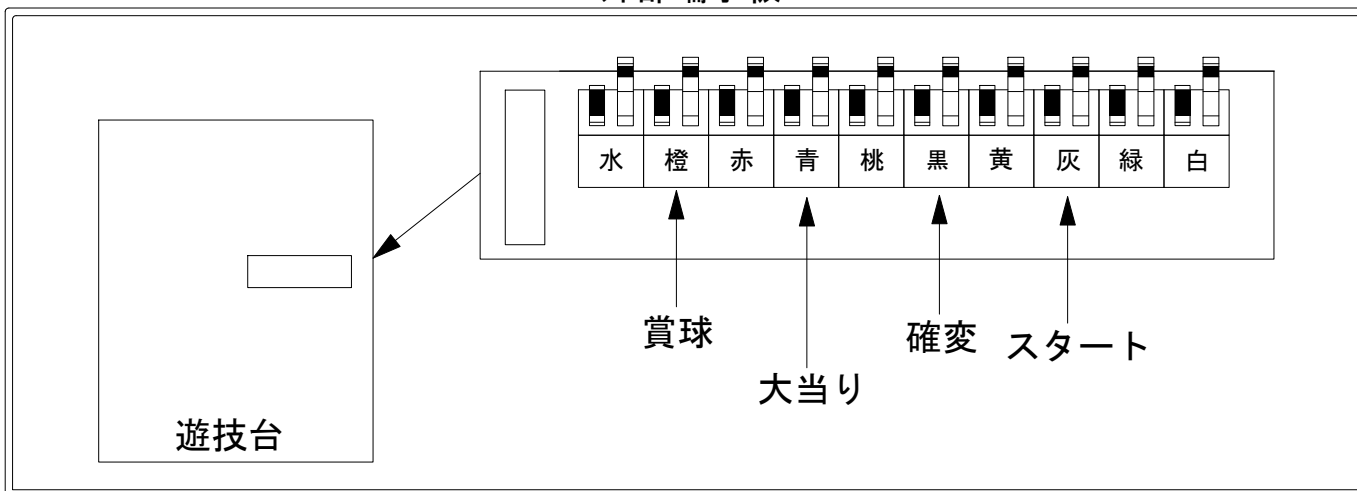 水 橙 赤 青 桃 黒 黄 灰 緑 白
賞球
確変
スタート
大当り
遊技台